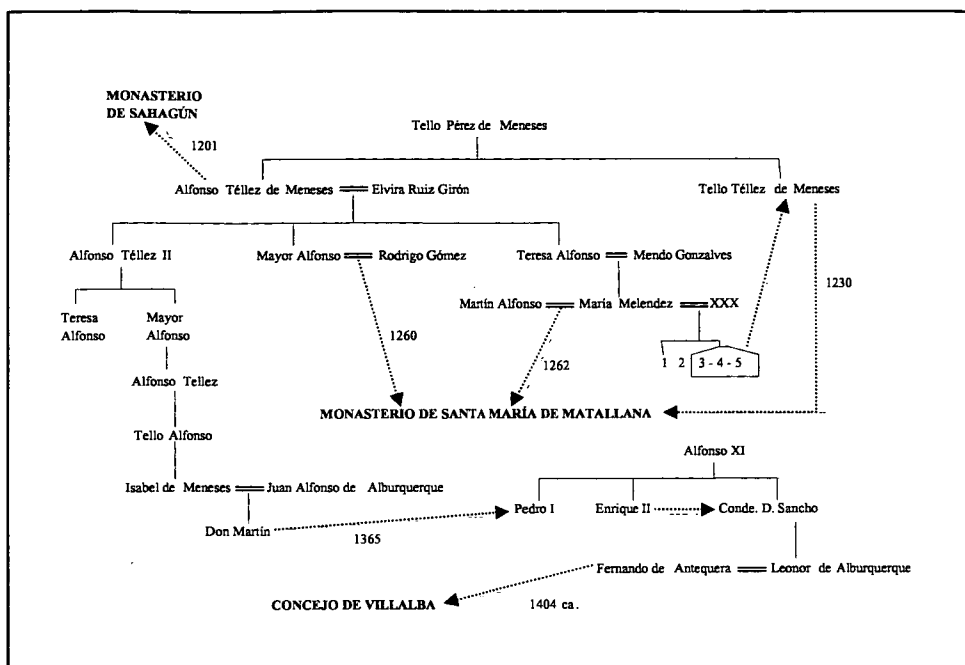 MONASTERIO
DE SAHAGÚN
1201
Tello Pérez de Meneses
Alfonso Téllez de Meneses
Elvira Ruiz Girón
Tello Téllez de Meneses
Alfonso Téllez II
Mayor Alfonso
Rodrigo Gómez
Teresa Alfonso
Mendo Gonzalves
1230
Teresa
Alfonso
Mayor
Alfonso
Martín Alfonso
María Melendez
XXX
1260
1262
1 2 3 - 4 - 5
Alfonso Tellez
MONASTERIO DE SANTA MARÍA DE MATALLANA
Tello Alfonso
Alfonso XI
Isabel de Meneses
Juan Alfonso de Alburquerque
Pedro I
Enrique II
Conde. D. Sancho
Don Martín
1365
Fernando de Antequera
Leonor de Alburquerque
CONCEJO DE VILLALBA
1404 ca.